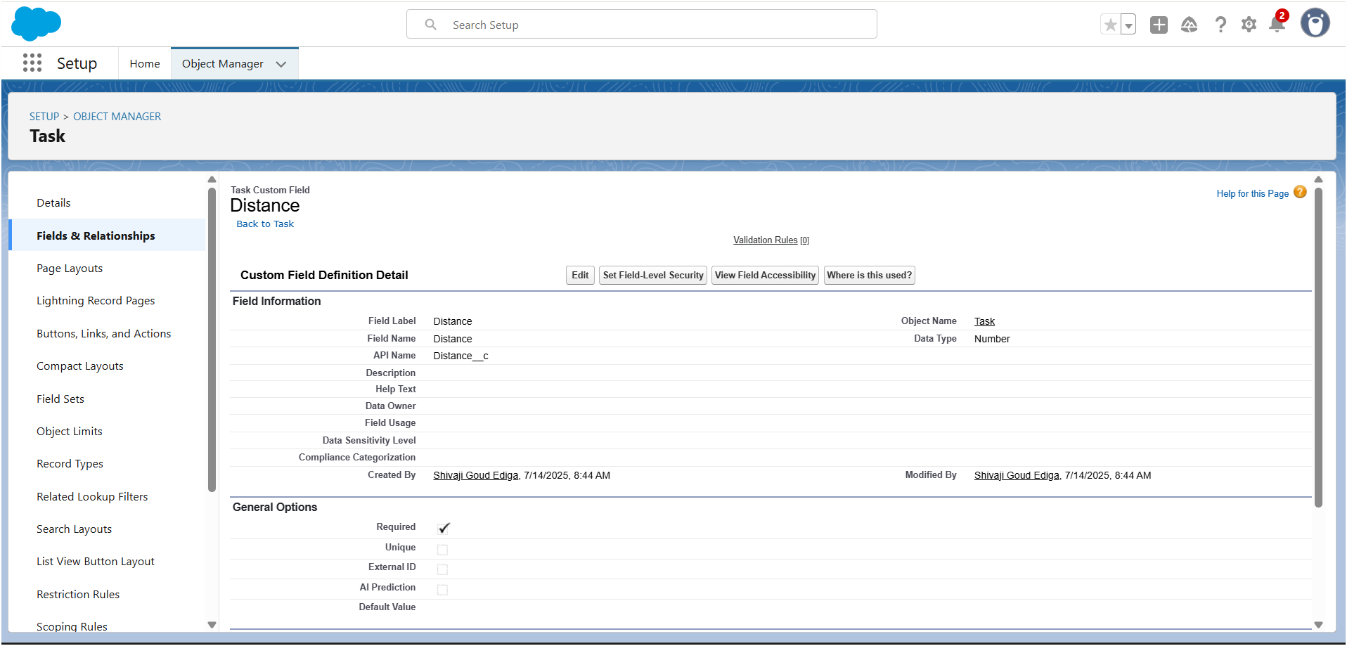 Search Setup
2
Setup
Home
Object Manager
SETUP > OBJECT MANAGER
Task
Details
Fields & Relationships
Page Layouts
Lightning Record Pages
Buttons, Links, and Actions
Compact Layouts
Field Sets
Object Limits
Record Types
Related Lookup Filters
Search Layouts
List View Button Layout
Restriction Rules
Scoping Rules
Task Custom Field
Distance
Back to Task
Help for this Page ?
Validation Rules [0]
Custom Field Definition Detail
Edit
Set Field-Level Security
View Field Accessibility
Where is this used?
Field Information
Field Label Distance Object Name Task
Field Name Distance Data Type Number
API Name Distance__c
Description
Help Text
Data Owner
Field Usage
Data Sensitivity Level
Compliance Categorization
Created By Shivaji Goud Ediga, 7/14/2025, 8:44 AM Modified By Shivaji Goud Ediga, 7/14/2025, 8:44 AM
General Options
Required
Unique
External ID
AI Prediction
Default Value